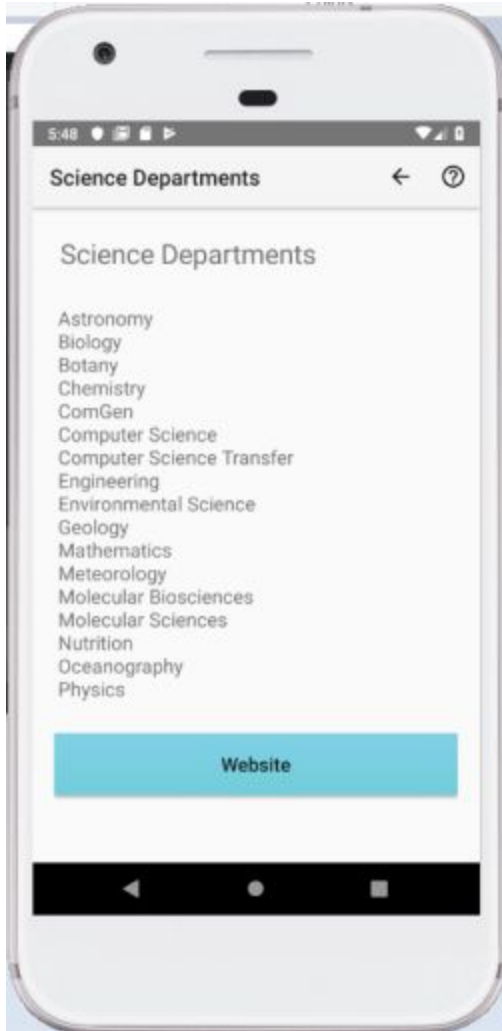 5:48
Science Departments
Science Departments
Astronomy
Biology
Botany
Chemistry
ComGen
Computer Science
Computer Science Transfer
Engineering
Environmental Science
Geology
Mathematics
Meteorology
Molecular Biosciences
Molecular Sciences
Nutrition
Oceanography
Physics
Website